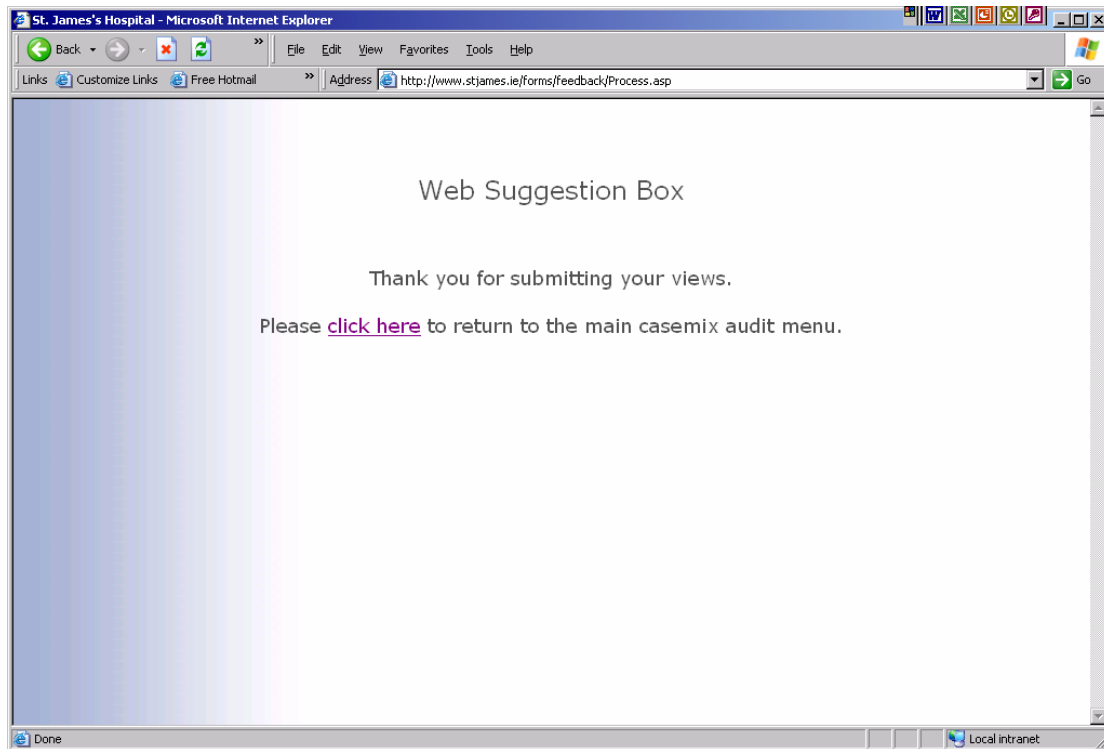 St. James's Hospital - Microsoft Internet Explorer
Back
»
File Edit View Favorites Tools Help
Links Customize Links Free Hotmail » Address http://www.stjames.ie/forms/feedback/Process.asp Go
Web Suggestion Box
Thank you for submitting your views.
Please click here to return to the main casemix audit menu.
Done Local intranet